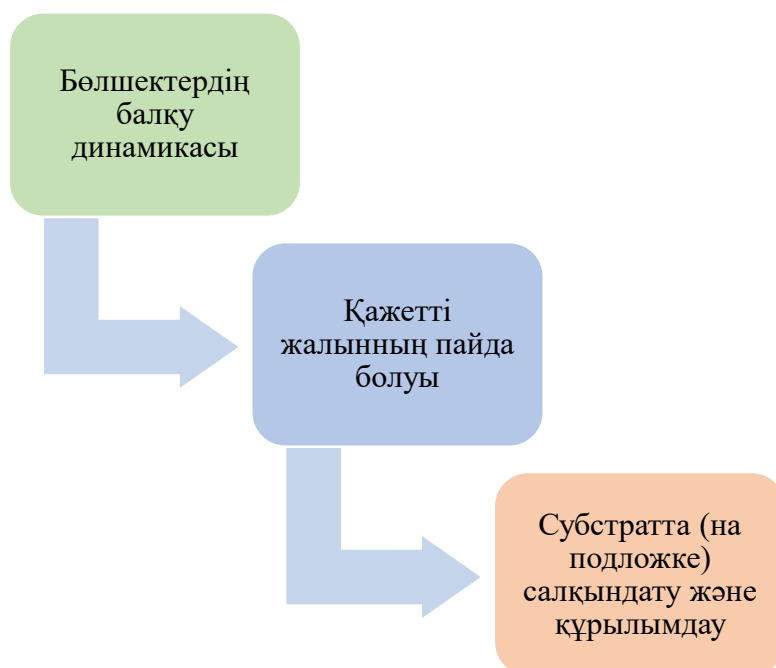 Бөлшектердің
балқу
динамикасы
Қажетті
жалынның пайда
болуы
Субстратта (на
подложке)
салқындату және
құрылымдау